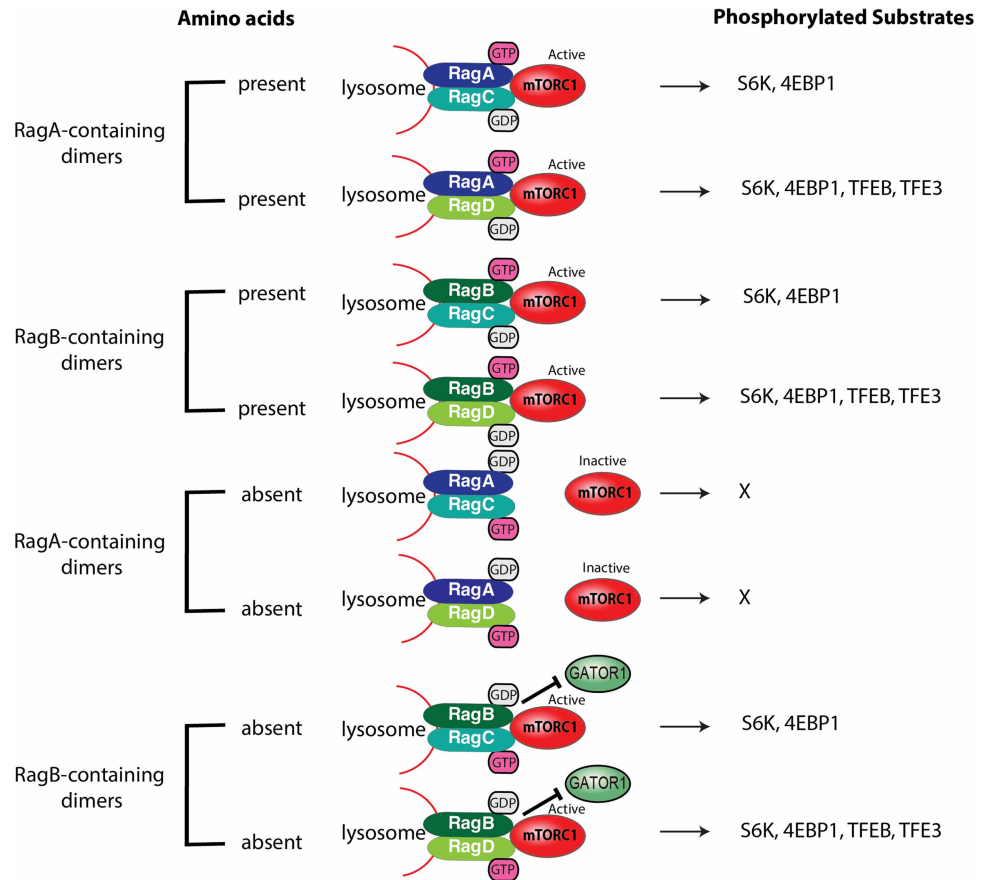 Amino acids
Phosphorylated Substrates
RagA-containing
dimers
present
lysosome
GTP
RagA
RagC
GDP
Active
mTORC1
S6K, 4EBP1
present
lysosome
GTP
RagA
RagD
GDP
Active
mTORC1
S6K, 4EBP1, TFEB, TFE3
RagB-containing
dimers
present
lysosome
GTP
RagB
RagC
GDP
Active
mTORC1
S6K, 4EBP1
present
lysosome
GTP
RagB
RagD
GDP
Active
mTORC1
S6K, 4EBP1, TFEB, TFE3
RagA-containing
dimers
absent
lysosome
GDP
RagA
RagC
GTP
Inactive
mTORC1
X
absent
lysosome
GDP
RagA
RagD
GTP
Inactive
mTORC1
X
RagB-containing
dimers
absent
lysosome
GDP
RagB
RagC
GTP
GATOR1
Active
mTORC1
S6K, 4EBP1
absent
lysosome
GDP
RagB
RagD
GTP
GATOR1
Active
mTORC1
S6K, 4EBP1, TFEB, TFE3